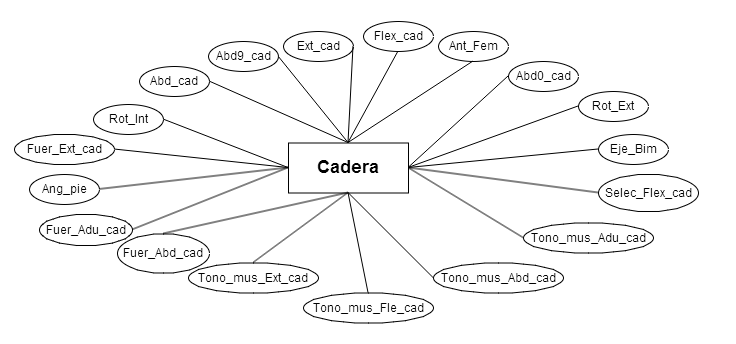 Flex_cad
Ext_cad
Ant_Fem
Abd9_cad
Abd_cad
Abd0_cad
Rot_Int
Rot_Ext
Fuer_Ext_cad
Eje_Bim
Cadera
Ang_pie
Selec_Flex_cad
Fuer_Adu_cad
Tono_mus_Adu_cad
Fuer_Abd_cad
Tono_mus_Ext_cad
Tono_mus_Abd_cad
Tono_mus_Fle_cad